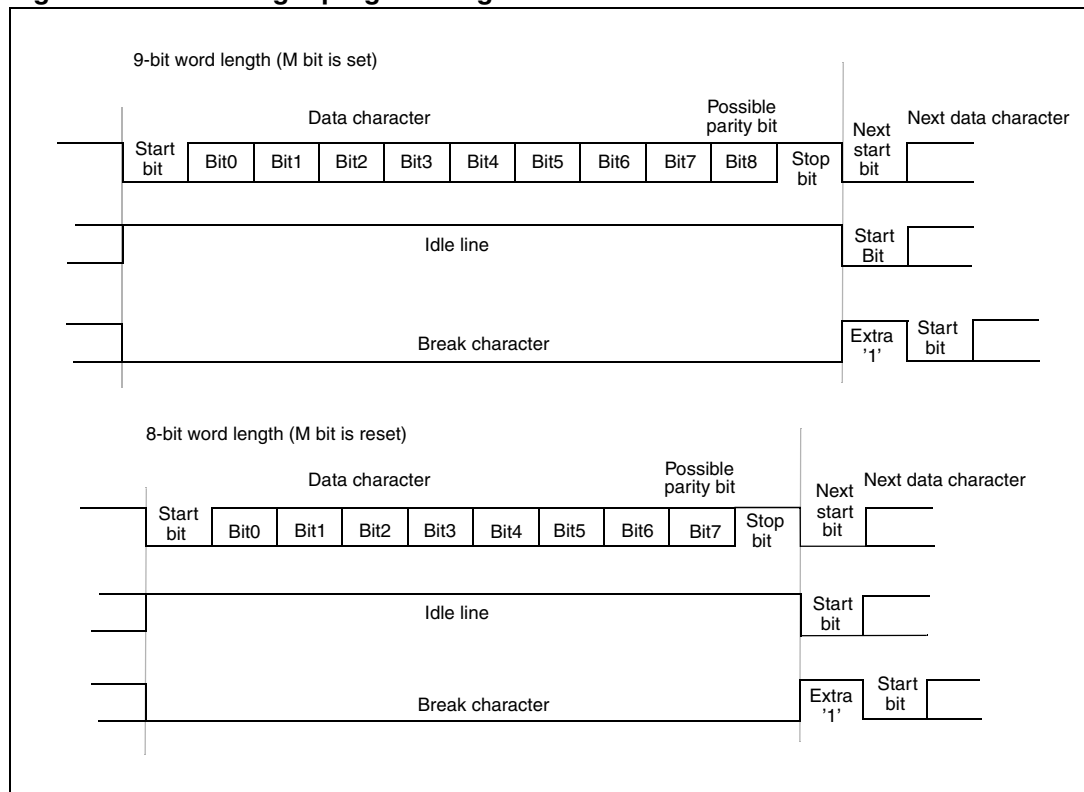 9-bit word length (M bit is set)
Data character
Possible
parity bit
Next data character
Start
bit
Bit0
Bit1
Bit2
Bit3
Bit4
Bit5
Bit6
Bit7
Bit8
Stop
bit
Next
start
bit
Idle line
Start
Bit
Break character
Extra
'1'
Start
bit
8-bit word length (M bit is reset)
Data character
Possible
parity bit
Next data character
Start
bit
Bit0
Bit1
Bit2
Bit3
Bit4
Bit5
Bit6
Bit7
Stop
bit
Next
start
bit
Idle line
Start
bit
Break character
Extra
'1'
Start
bit